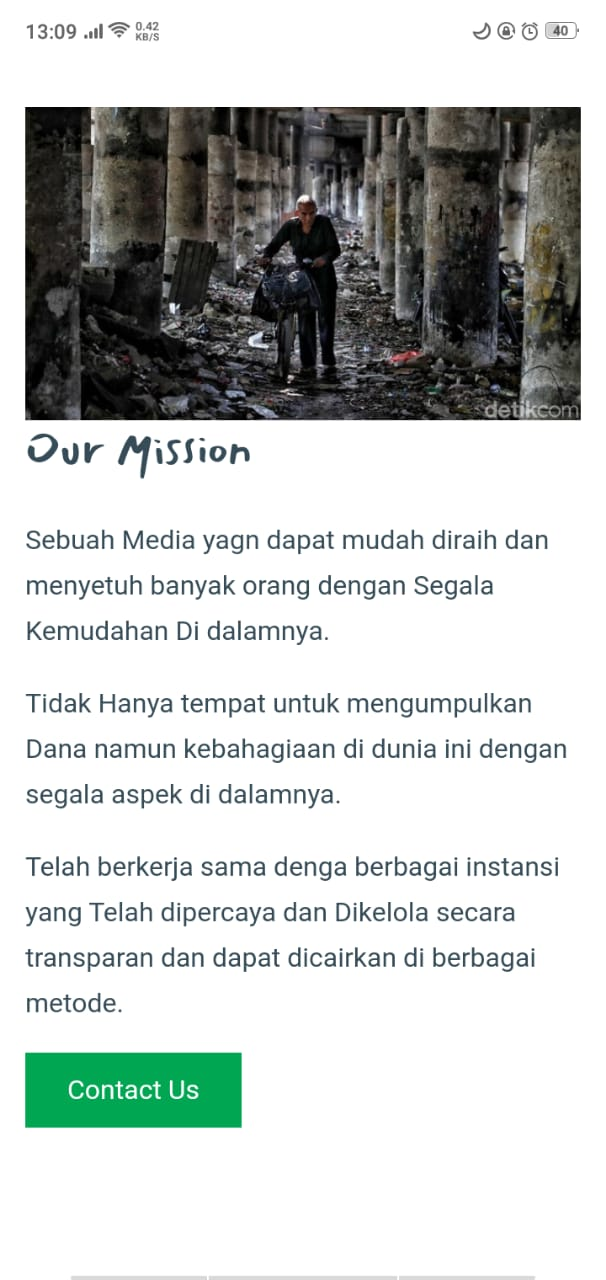 13:09
0.42
KB/S
40
detikcom
Our Mission
Sebuah Media yagn dapat mudah diraih dan
menyetuh banyak orang dengan Segala
Kemudahan Di dalamnya.
Tidak Hanya tempat untuk mengumpulkan
Dana namun kebahagiaan di dunia ini dengan
segala aspek di dalamnya.
Telah berkerja sama denga berbagai instansi
yang Telah dipercaya dan Dikelola secara
transparan dan dapat dicairkan di berbagai
metode.
Contact Us